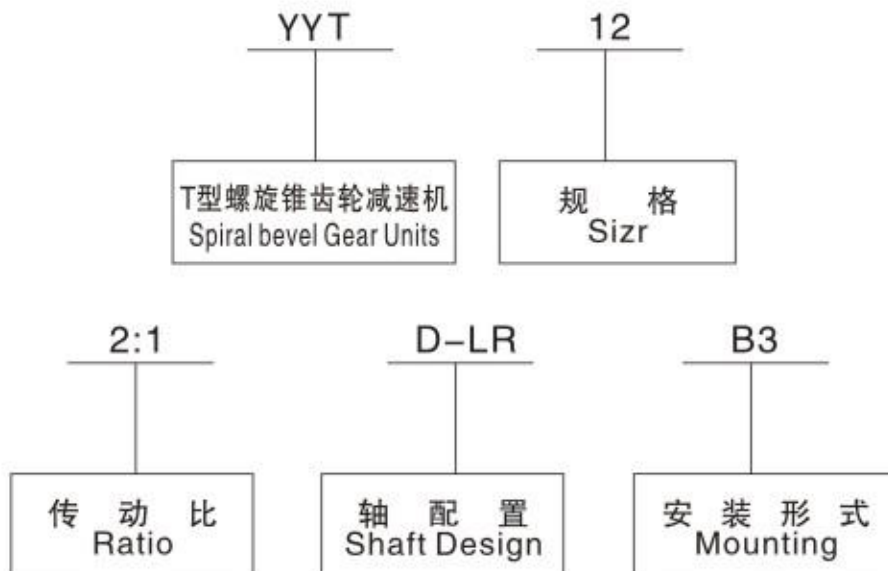 YYT
12
T型螺旋锥齿轮减速机
Spiral bevel Gear Units
规格
Sizr
2:1
D-LR
B3
传动比
Ratio
轴配置
Shaft Design
安装形式
Mounting